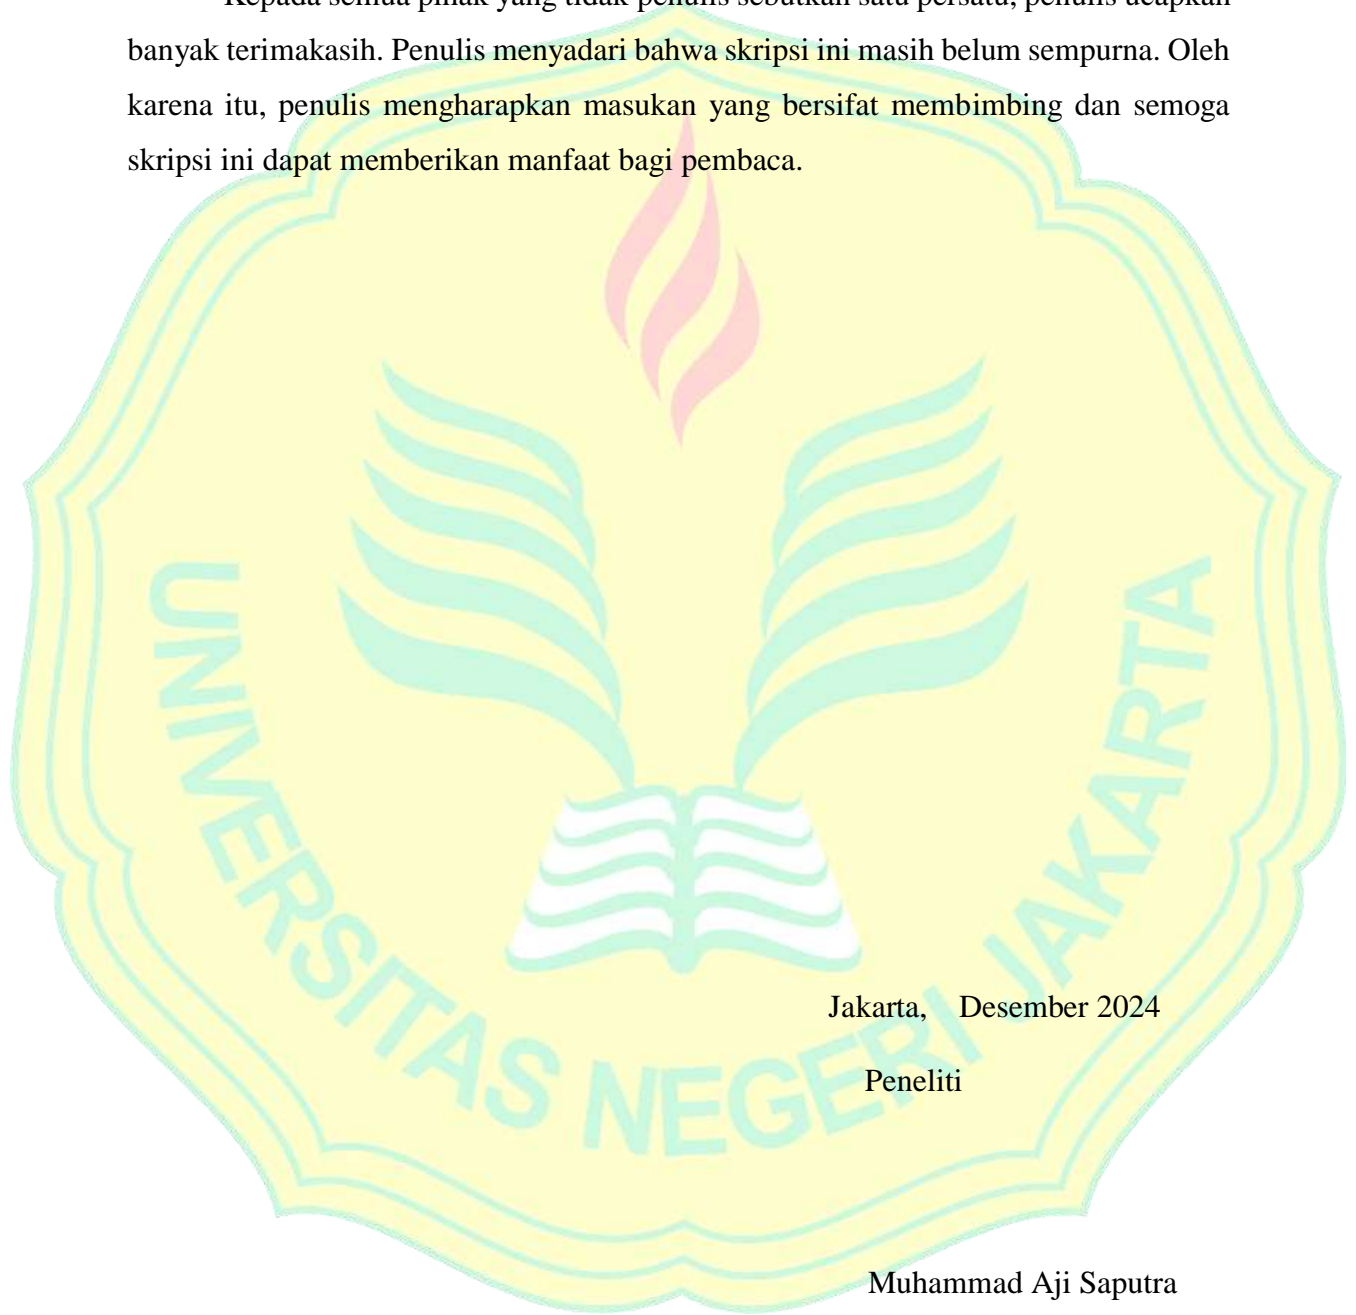 Kepada semua pihak yang tidak penulis sebutkan satu persatu, penulis ucapkan
banyak terimakasih. Penulis menyadari bahwa skripsi ini masih belum sempurna. Oleh
karena itu, penulis mengharapkan masukan yang bersifat membimbing dan semoga
skripsi ini dapat memberikan manfaat bagi pembaca.
UNIVERSITAS NEGERI JAKARTA
Jakarta, Desember 2024
Peneliti
Muhammad Aji Saputra